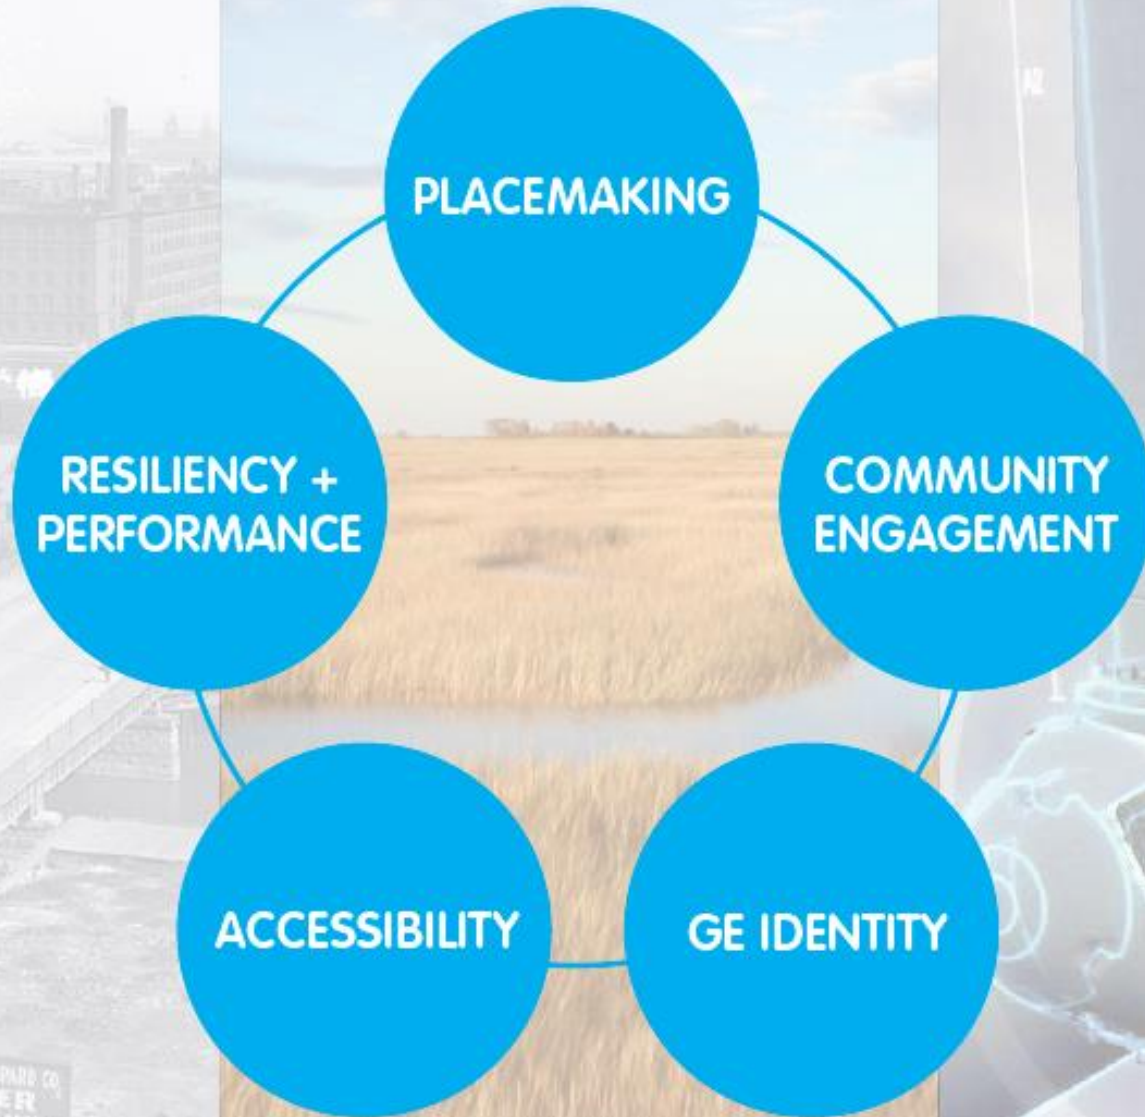 PLACEMAKING
RESILIENCY +
PERFORMANCE
COMMUNITY
ENGAGEMENT
ACCESSIBILITY
GE IDENTITY